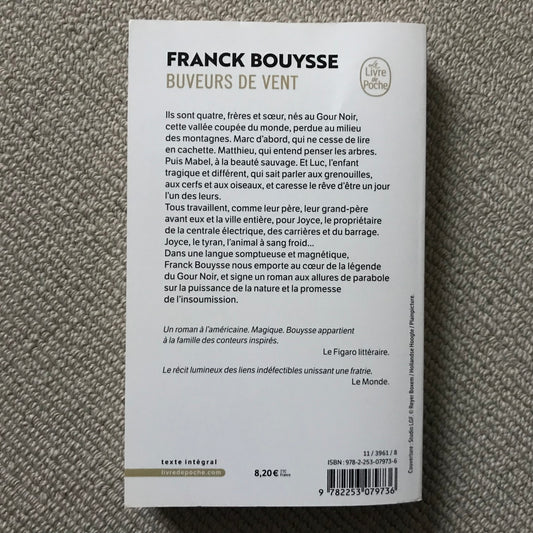 FRANCK BOUYSSE
BUVEURS DE VENT
Le
Livre
de
Poche
Ils sont quatre, frères et sœur, nés au Gour Noir,
cette vallée coupée du monde, perdue au milieu
des montagnes. Marc d'abord, qui ne cesse de lire
en cachette. Matthieu, qui entend penser les arbres.
Puis Mabel, à la beauté sauvage. Et Luc, l'enfant
tragique et différent, qui sait parler aux grenouilles,
aux cerfs et aux oiseaux, et caresse le rêve d'être un jour
l'un des leurs.
Tous travaillent, comme leur père, leur grand-père
avant eux et la ville entière, pour Joyce, le propriétaire
de la centrale électrique, des carrières et du barrage.
Joyce, le tyran, l'animal à sang froid...
Dans une langue somptueuse et magnétique,
Franck Bouysse nous emporte au cœur de la légende
du Gour Noir, et signe un roman aux allures de parabole
sur la puissance de la nature et la promesse
de l'insoumission.
Un roman à l'américaine. Magique. Bouysse appartient
à la famille des conteurs inspirés.
Le Figaro littéraire.
Le récit lumineux des liens indéfectibles unissant une fratrie.
Le Monde.
Couverture : Studio LGF. © Reyer Boxem / Hollandse Hoogte / Plainpicture.
texte intégral
livredepoche.com
8,20 €
France
11 / 3961 / 8
ISBN : 978-2-253-07973-6
9 782253 079736